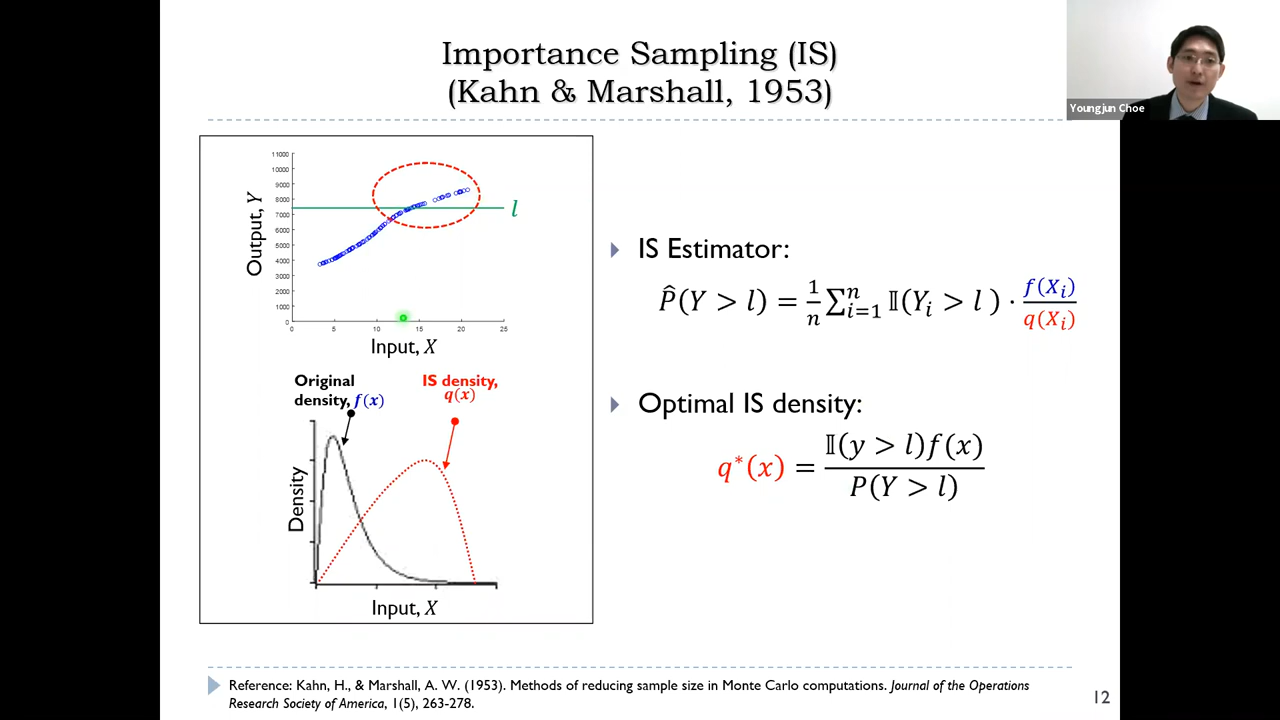 Importance Sampling (IS)
(Kahn & Marshall, 1953)
Youngjun Choe
11000
10000
9000
8000
7000
6000
5000
4000
3000
2000
1000
0
0 5 10 15 20 25
Output, Y
l
Input, X
Original
density, f(x)
IS density,
q(x)
Density
Input, X
IS Estimator:
P̂(Y > l) = 1/n ∑ⁿᵢ₌₁ 𝕀(Yᵢ > l) · f(Xᵢ)/q(Xᵢ)
Optimal IS density:
q*(x) = 𝕀(y > l)f(x) / P(Y > l)
Reference: Kahn, H., & Marshall, A. W. (1953). Methods of reducing sample size in Monte Carlo computations. Journal of the Operations
Research Society of America, 1(5), 263-278.
12